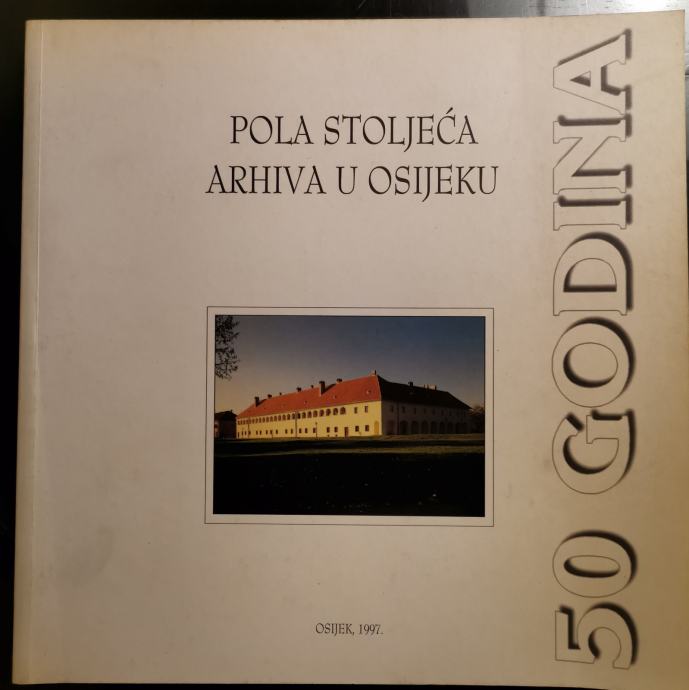 POLA STOLJEĆA
ARHIVA U OSIJEKU
50 GODINA
OSIJEK, 1997.